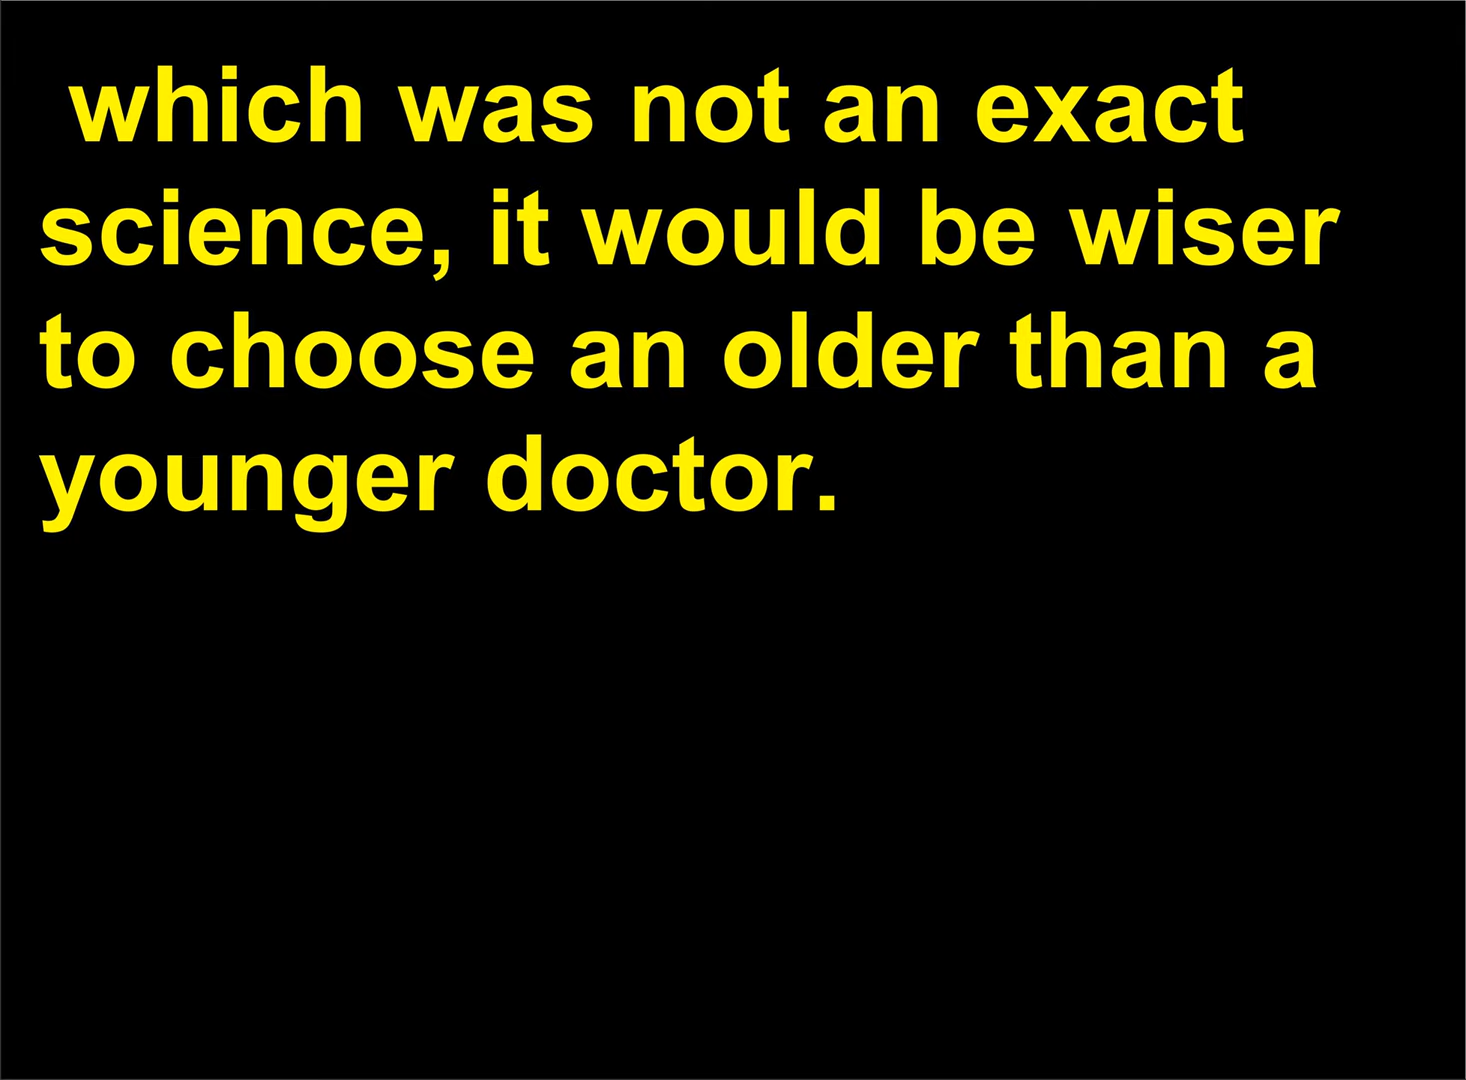 which was not an exact
science, it would be wiser
to choose an older than a
younger doctor.